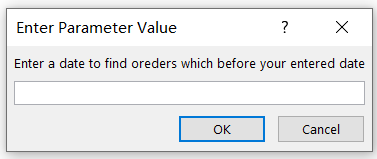 Enter Parameter Value
Enter a date to find oreders which before your entered date
OK Cancel